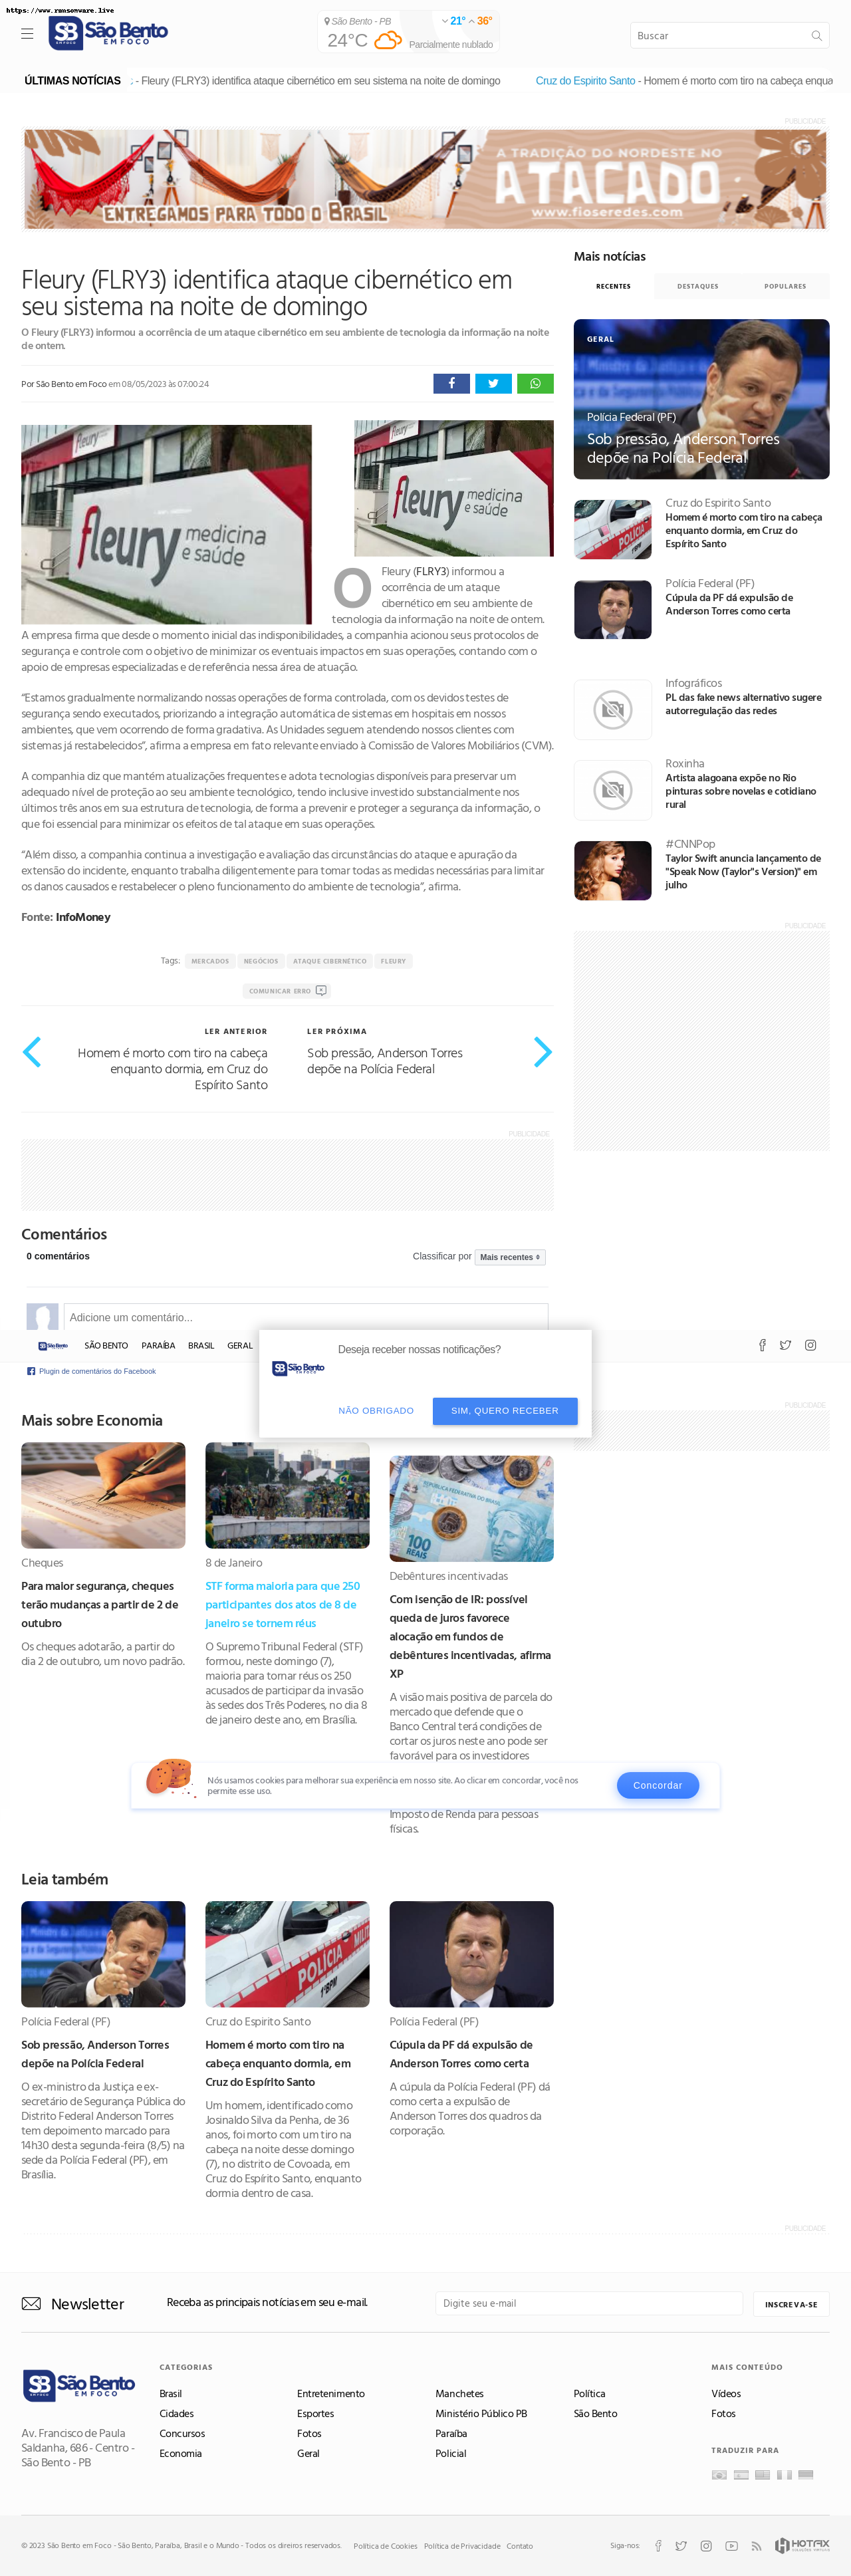 https://www.ransomware.live
SB São Bento
EM FOCO
São Bento - PB
21° 36°
24°C
Parcialmente nublado
Buscar
ÚLTIMAS NOTÍCIAS
- Fleury (FLRY3) identifica ataque cibernético em seu sistema na noite de domingo
Cruz do Espirito Santo - Homem é morto com tiro na cabeça enqua
PUBLICIDADE
A TRADIÇÃO DO NORDESTE NO
ATACADO
ENTREGAMOS PARA TODO O BRASIL
www.fioseredes.com
Fleury (FLRY3) identifica ataque cibernético em
seu sistema na noite de domingo
O Fleury (FLRY3) informou a ocorrência de um ataque cibernético em seu ambiente de tecnologia da informação na noite
de ontem.
Por São Bento em Foco em 08/05/2023 às 07:00:24
fleury medicina
e saúde
fleury medicina
e saúde
O Fleury (FLRY3) informou a
ocorrência de um ataque
cibernético em seu ambiente de
tecnologia da informação na noite de ontem.
A empresa firma que desde o momento inicial das indisponibilidades, a companhia acionou seus protocolos de
segurança e controle com o objetivo de minimizar os eventuais impactos em suas operações, contando com o
apoio de empresas especializadas e de referência nessa área de atuação.
“Estamos gradualmente normalizando nossas operações de forma controlada, com os devidos testes de
segurança sendo executados, priorizando a integração automática de sistemas em hospitais em nossos
ambientes, que vem ocorrendo de forma gradativa. As Unidades seguem atendendo nossos clientes com
sistemas já restabelecidos”, afirma a empresa em fato relevante enviado à Comissão de Valores Mobiliários (CVM).
A companhia diz que mantém atualizações frequentes e adota tecnologias disponíveis para preservar um
adequado nível de proteção ao seu ambiente tecnológico, tendo inclusive investido substancialmente nos
últimos três anos em sua estrutura de tecnologia, de forma a prevenir e proteger a segurança da informação, o
que foi essencial para minimizar os efeitos de tal ataque em suas operações.
“Além disso, a companhia continua a investigação e avaliação das circunstâncias do ataque e apuração da
extensão do incidente, enquanto trabalha diligentemente para tomar todas as medidas necessárias para limitar
os danos causados e restabelecer o pleno funcionamento do ambiente de tecnologia”, afirma.
Fonte: InfoMoney
Tags: MERCADOS NEGÓCIOS ATAQUE CIBERNÉTICO FLEURY
COMUNICAR ERRO
LER ANTERIOR
Homem é morto com tiro na cabeça
enquanto dormia, em Cruz do
Espírito Santo
LER PRÓXIMA
Sob pressão, Anderson Torres
depõe na Polícia Federal
PUBLICIDADE
Comentários
0 comentários
Classificar por Mais recentes
Adicione um comentário...
Mais notícias
RECENTES
DESTAQUES
POPULARES
GERAL
Polícia Federal (PF)
Sob pressão, Anderson Torres
depõe na Polícia Federal
Cruz do Espirito Santo
Homem é morto com tiro na cabeça
enquanto dormia, em Cruz do
Espírito Santo
Polícia Federal (PF)
Cúpula da PF dá expulsão de
Anderson Torres como certa
Infográficos
PL das fake news alternativo sugere
autorregulação das redes
Roxinha
Artista alagoana expõe no Rio
pinturas sobre novelas e cotidiano
rural
#CNNPop
Taylor Swift anuncia lançamento de
"Speak Now (Taylor"s Version)" em
julho
PUBLICIDADE
São Bento
SÃO BENTO PARAÍBA BRASIL GERAL
Deseja receber nossas notificações?
SB São Bento
EM FOCO
NÃO OBRIGADO
SIM, QUERO RECEBER
Plugin de comentários do Facebook
PUBLICIDADE
Mais sobre Economia
Cheques
Para maior segurança, cheques
terão mudanças a partir de 2 de
outubro
Os cheques adotarão, a partir do
dia 2 de outubro, um novo padrão.
8 de Janeiro
STF forma maioria para que 250
participantes dos atos de 8 de
janeiro se tornem réus
O Supremo Tribunal Federal (STF)
formou, neste domingo (7),
maioria para tornar réus os 250
acusados de participar da invasão
às sedes dos Três Poderes, no dia 8
de janeiro deste ano, em Brasília.
Debêntures incentivadas
Com isenção de IR: possível
queda de juros favorece
alocação em fundos de
debêntures incentivadas, afirma
XP
A visão mais positiva de parcela do
mercado que defende que o
Banco Central terá condições de
cortar os juros neste ano pode ser
favorável para os investidores
Imposto de Renda para pessoas
físicas.
Nós usamos cookies para melhorar sua experiência em nosso site. Ao clicar em concordar, você nos
permite esse uso.
Concordar
Leia também
Polícia Federal (PF)
Sob pressão, Anderson Torres
depõe na Polícia Federal
O ex-ministro da Justiça e ex-
secretário de Segurança Pública do
Distrito Federal Anderson Torres
tem depoimento marcado para
14h30 desta segunda-feira (8/5) na
sede da Polícia Federal (PF), em
Brasília.
Cruz do Espirito Santo
Homem é morto com tiro na
cabeça enquanto dormia, em
Cruz do Espírito Santo
Um homem, identificado como
Josinaldo Silva da Penha, de 36
anos, foi morto com um tiro na
cabeça na noite desse domingo
(7), no distrito de Covoada, em
Cruz do Espírito Santo, enquanto
dormia dentro de casa.
Polícia Federal (PF)
Cúpula da PF dá expulsão de
Anderson Torres como certa
A cúpula da Polícia Federal (PF) dá
como certa a expulsão de
Anderson Torres dos quadros da
corporação.
PUBLICIDADE
Newsletter
Receba as principais notícias em seu e-mail.
Digite seu e-mail
INSCREVA-SE
SB São Bento
EM FOCO
Av. Francisco de Paula
Saldanha, 686 - Centro -
São Bento - PB
CATEGORIAS
Brasil
Cidades
Concursos
Economia
Entretenimento
Esportes
Fotos
Geral
Manchetes
Ministério Público PB
Paraíba
Policial
Política
São Bento
MAIS CONTEÚDO
Vídeos
Fotos
TRADUZIR PARA
© 2023 São Bento em Foco - São Bento, Paraíba, Brasil e o Mundo - Todos os direiros reservados.
Política de Cookies
Política de Privacidade
Contato
Siga-nos:
HOTFIX